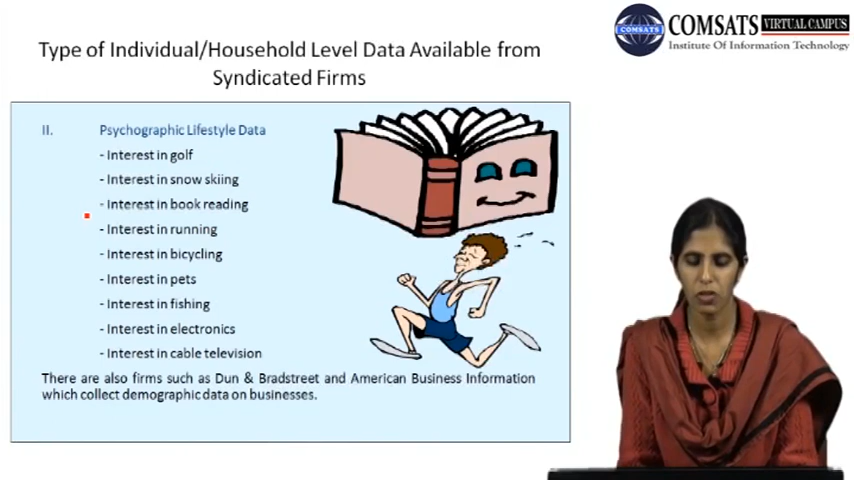 COMSATS VIRTUAL CAMPUS
COMSATS
Institute Of Information Technology
Type of Individual/Household Level Data Available from
Syndicated Firms
II. Psychographic Lifestyle Data
- Interest in golf
- Interest in snow skiing
- Interest in book reading
- Interest in running
- Interest in bicycling
- Interest in pets
- Interest in fishing
- Interest in electronics
- Interest in cable television
There are also firms such as Dun & Bradstreet and American Business Information
which collect demographic data on businesses.